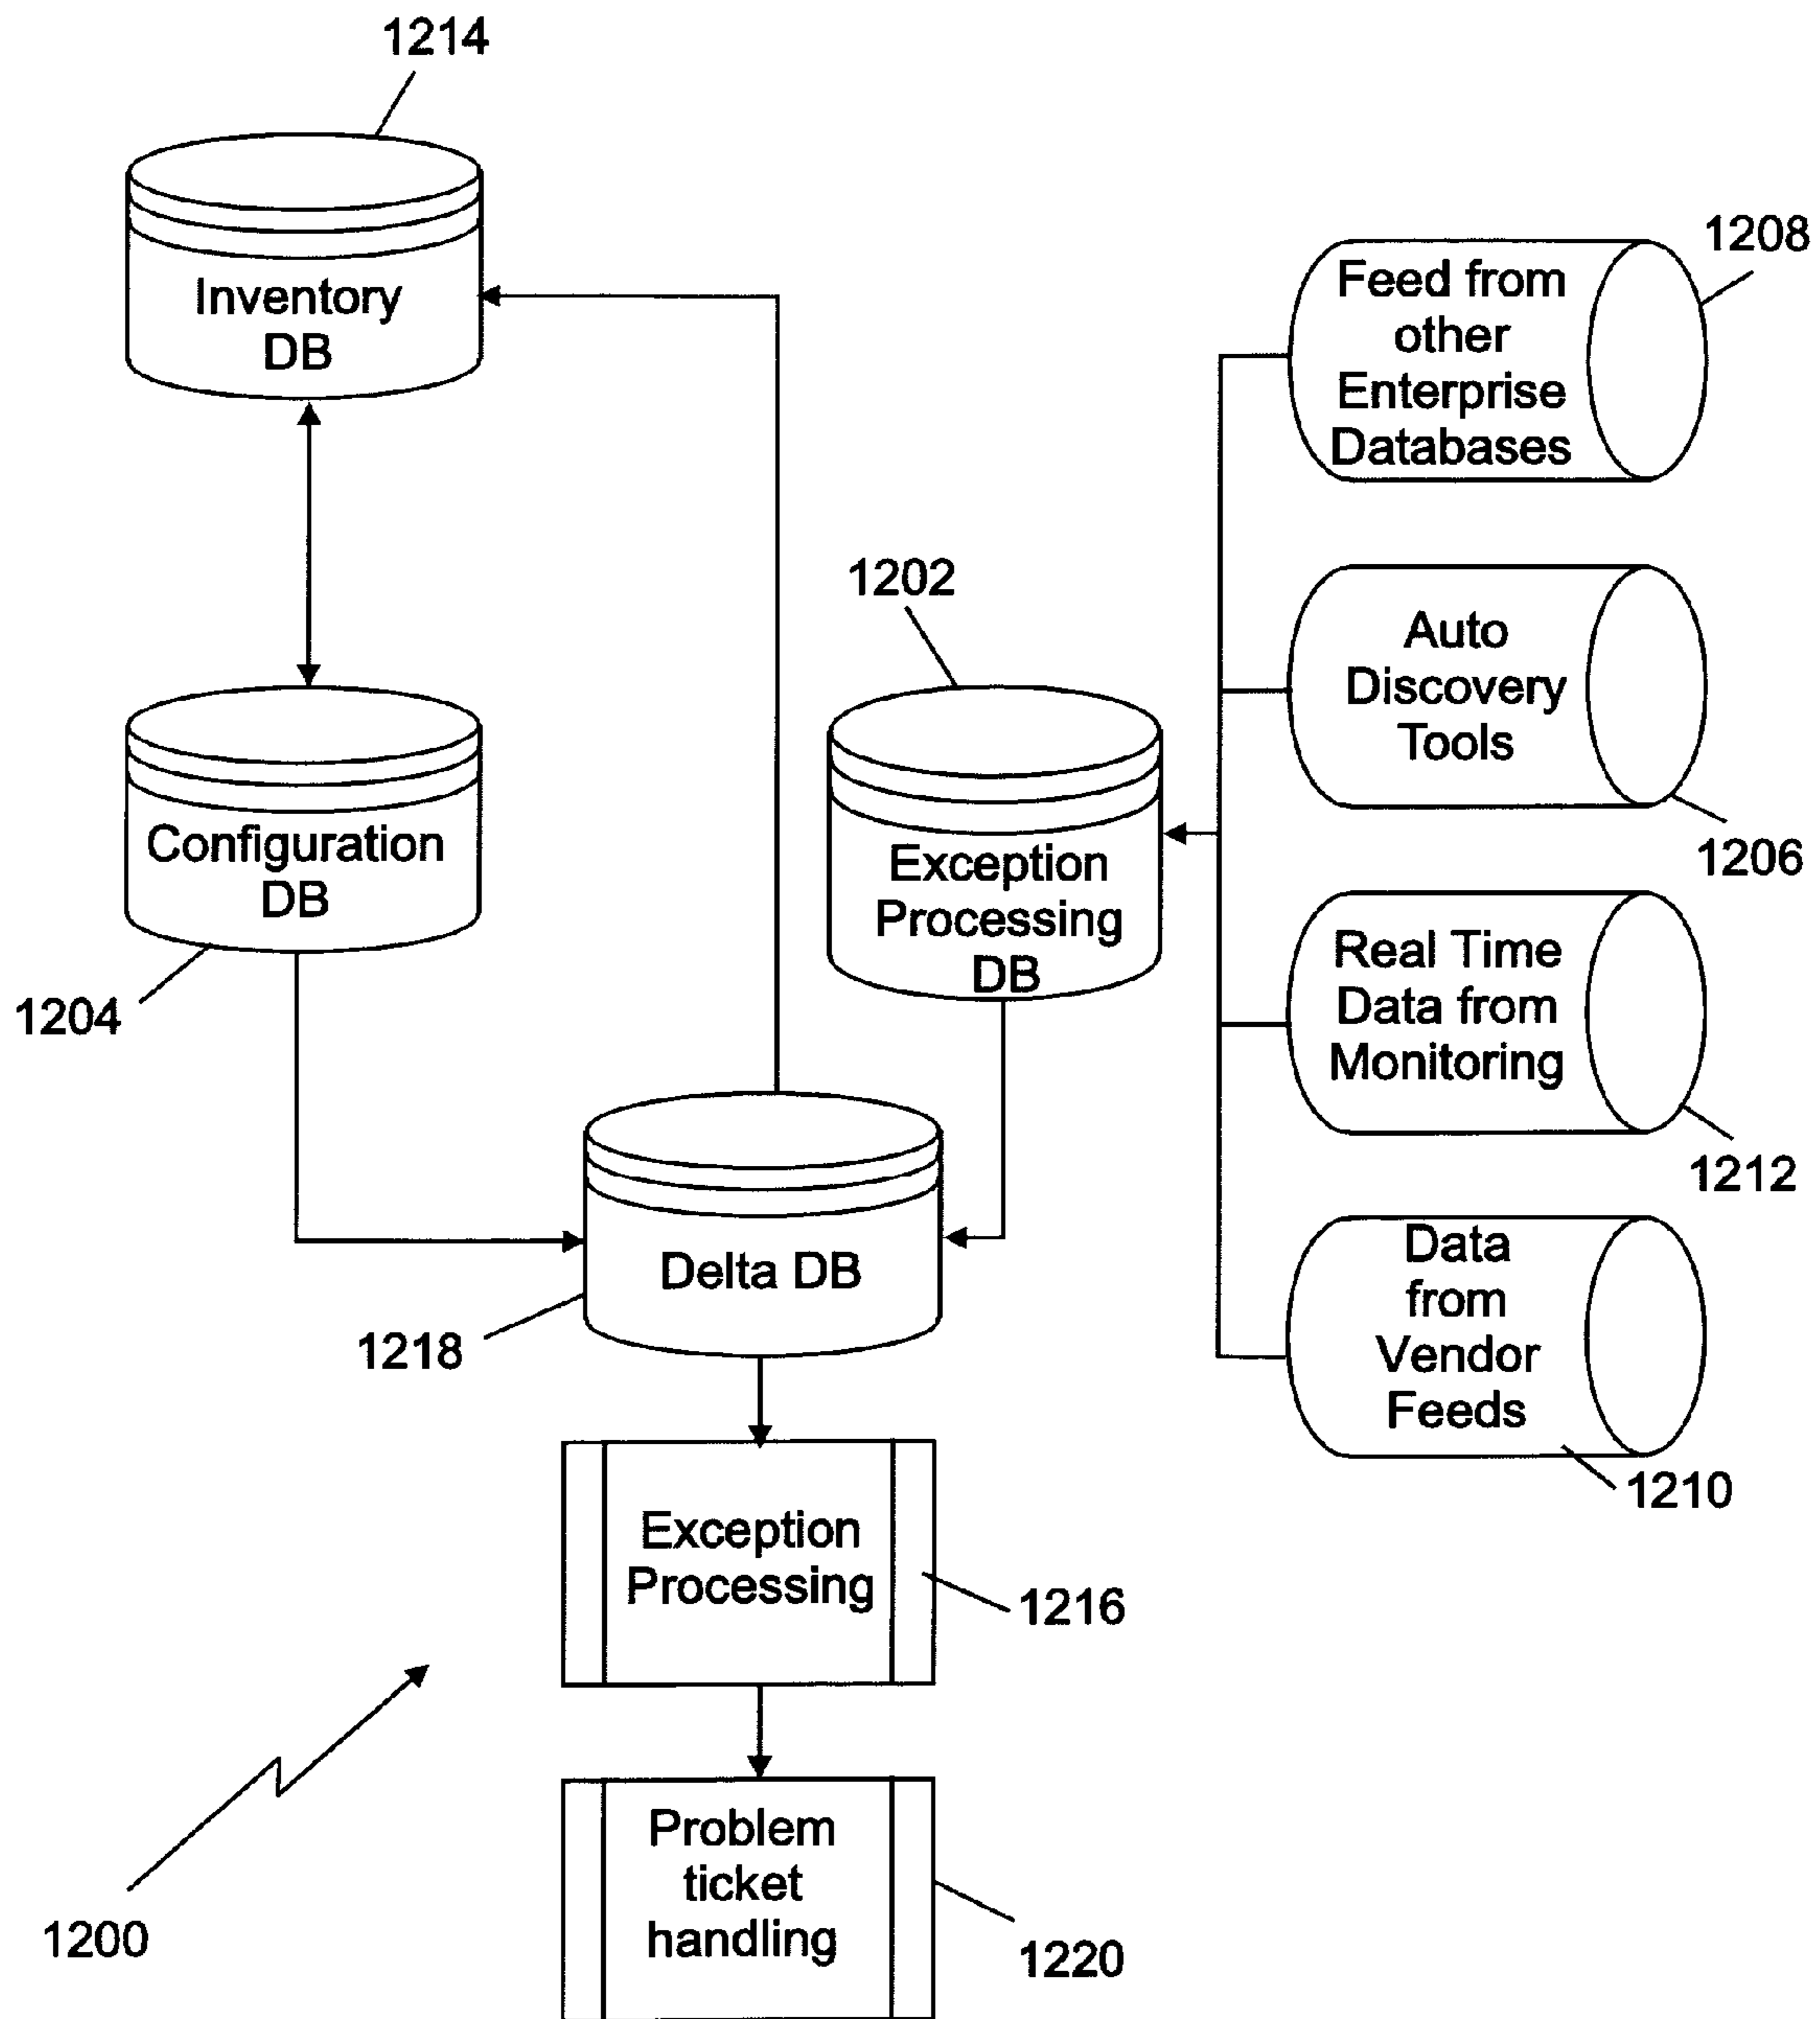 1214
Inventory
DB
1208
Feed from
other
Enterprise
Databases
1202
Auto
Discovery
Tools
1206
Configuration
DB
1204
Exception
Processing
DB
Real Time
Data from
Monitoring
1212
Delta DB
1218
Data
from
Vendor
Feeds
1210
Exception
Processing
1216
Problem
ticket
handling
1220
1200